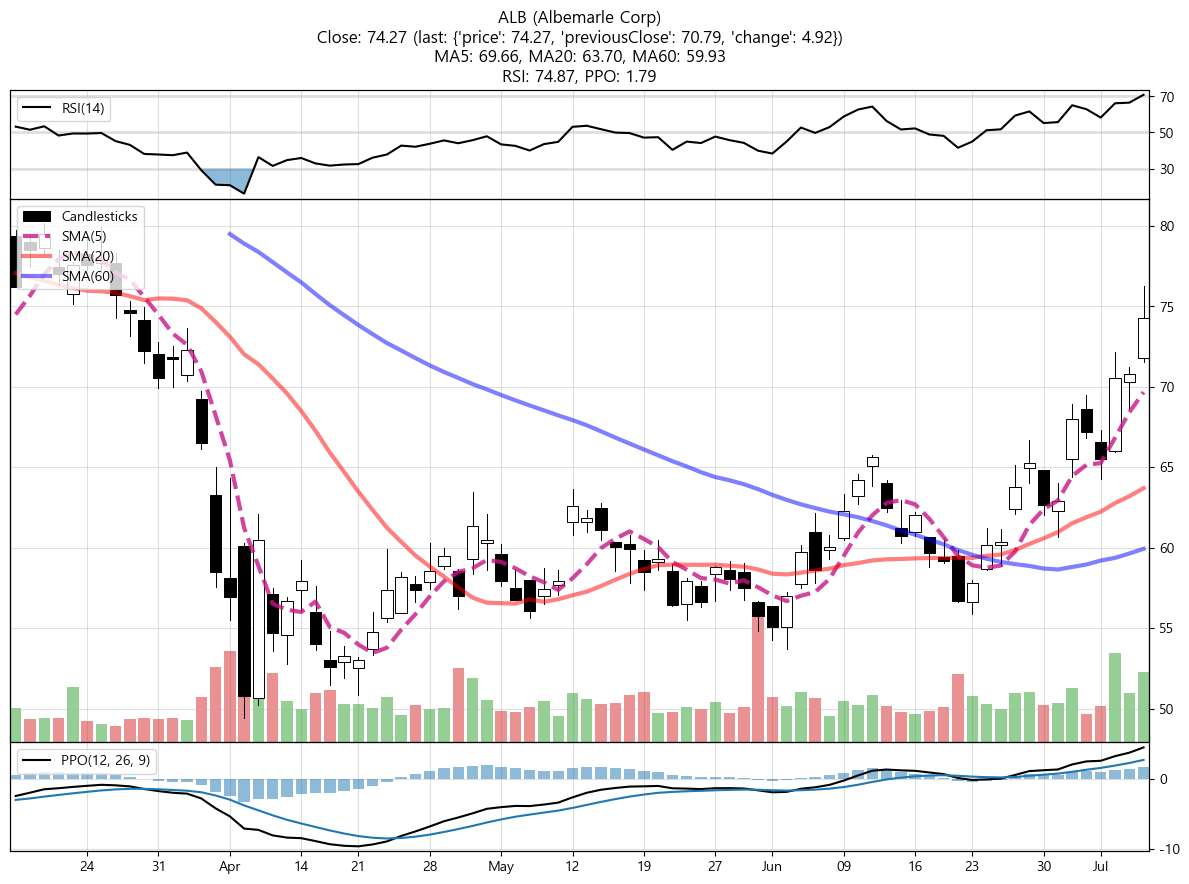 ALB (Albemarle Corp)
Close: 74.27 (last: {'price': 74.27, 'previousClose': 70.79, 'change': 4.92})
MA5: 69.66, MA20: 63.70, MA60: 59.93
RSI: 74.87, PPO: 1.79
RSI(14)
70
50
30
Candlesticks
SMA(5)
SMA(20)
SMA(60)
80
75
70
65
60
55
50
PPO(12, 26, 9)
0
-10
24 31 Apr 14 21 28 May 12 19 27 Jun 09 16 23 30 Jul